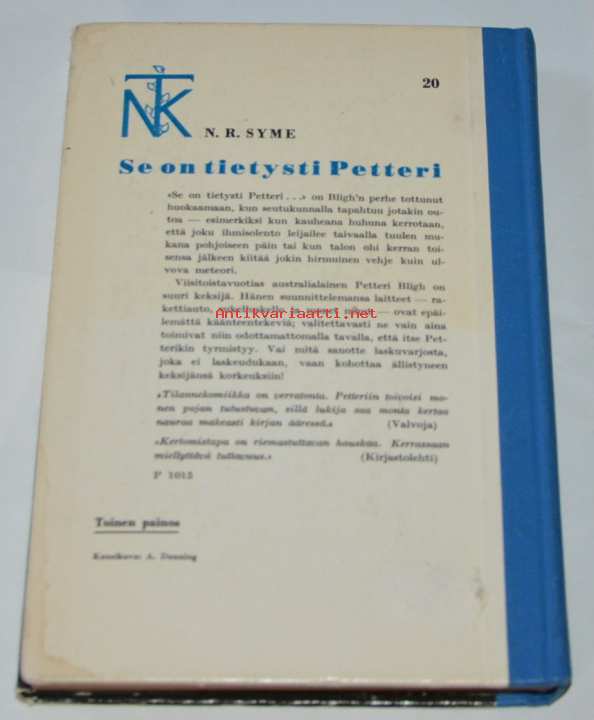 NTK
20
N. R. SYME
Se on tietysti Petteri
«Se on tietysti Petteri . . .» on Bligh'n perhe tottunut
huokaamaan, kun seutukunnalla tapahtuu jotakin ou-
toa — esimerkiksi kun kauheana huhuna kerrotaan,
että joku ihmisolento leijailee taivaalla tuulen mu-
kana pohjoiseen päin tai kun talon ohi kerran toi-
sensa jälkeen kiitää jokin hirmuinen vehje kuin ul-
vova meteori.
Viisitoistavuotias australialainen Petteri Bligh on
suuri keksijä. Hänen suunnittelemansa laitteet — ra-
kettiauto, — ovat epäi-
Antikvariaatti.net
lemättä käänteentekeviä; valitettavasti ne vain aina
toimivat niin odottamattomalla tavalla, että itse Pet-
terikin tyrmistyy. Vai mitä sanotte laskuvarjosta,
joka ei laskeudukaan, vaan kohottaa ällistyneen
keksijänsä korkeuksiin!
«Tilannekomiikka on verratonta. Petteriin toivoisi mo-
nen pojan tutustuvan, sillä lukija saa monta kertaa
nauraa makeasti kirjan ääressä.» (Valvoja)
«Kertomistapa on riemastuttavan hauskaa. Kerrassaan
miellyttävä tuttavuus.» (Kirjastolehti)
P 1015
Toinen painos
Kansikuva: A. Dunning